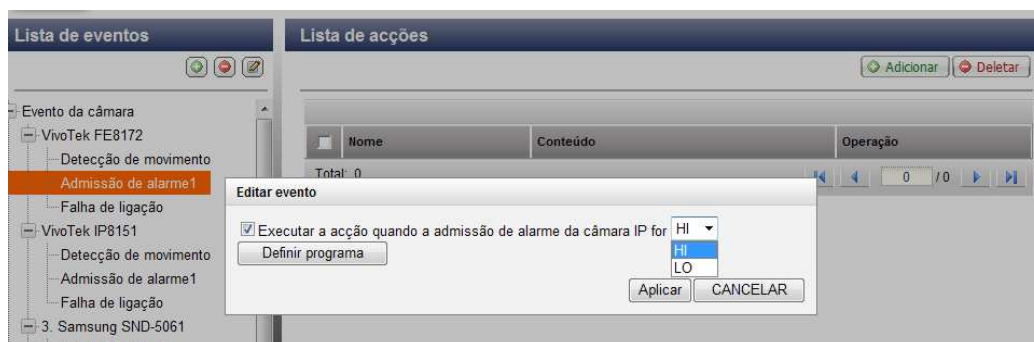 Lista de eventos
Lista de acções
Adicionar
Deletar
Evento da câmara
VivoTek FE8172
Detecção de movimento
Admissão de alarme1
Falha de ligação
VivoTek IP8151
Detecção de movimento
Admissão de alarme1
Falha de ligação
3. Samsung SND-5061
Nome Conteúdo Operação
Total: 0
0 / 0
Editar evento
Executar a acção quando a admissão de alarme da câmara IP for HI
HI
LO
Definir programa
Aplicar CANCELAR